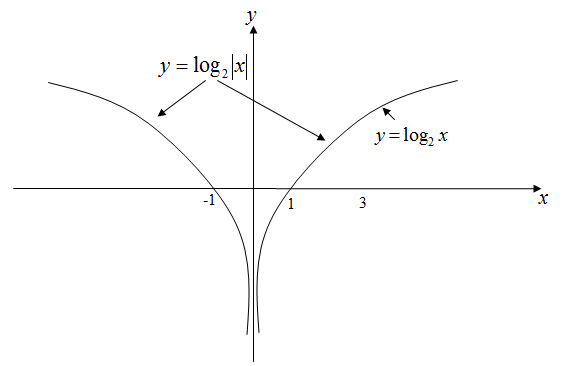 y
y = log₂|x|
y = log₂ x
-1
1
3
x